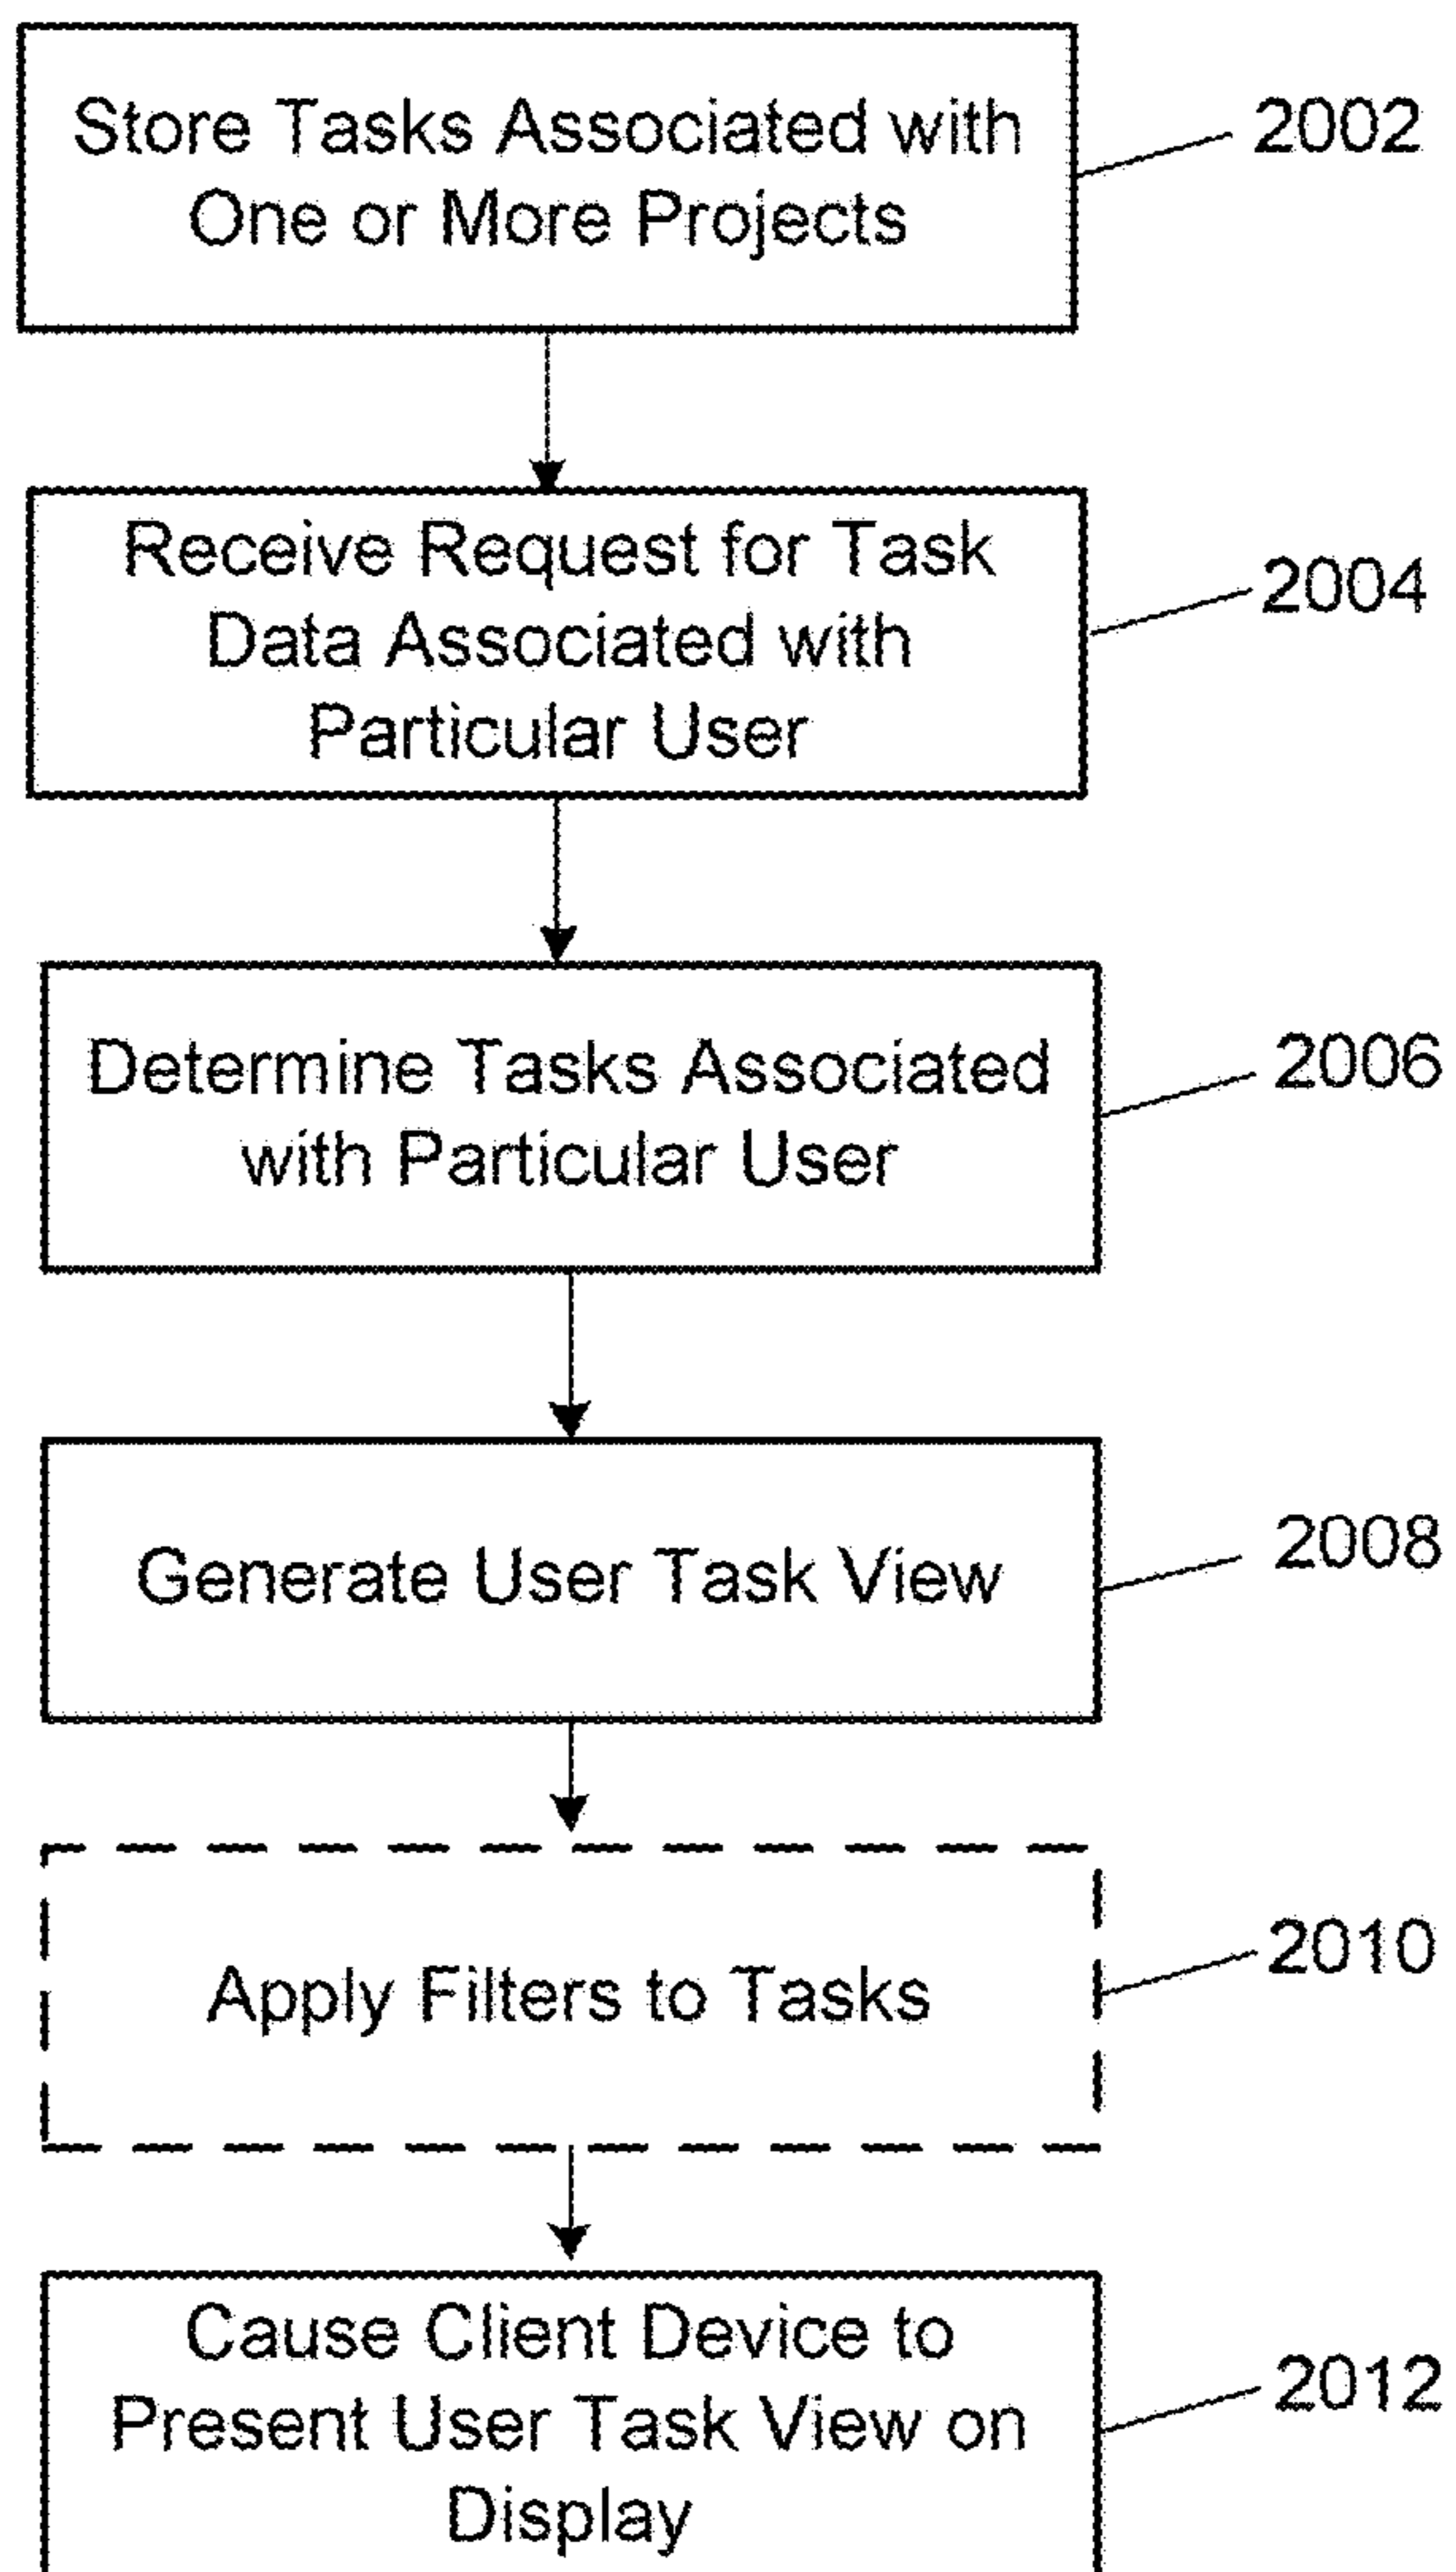 Store Tasks Associated with
One or More Projects
2002
Receive Request for Task
Data Associated with
Particular User
2004
Determine Tasks Associated
with Particular User
2006
Generate User Task View
2008
Apply Filters to Tasks
2010
Cause Client Device to
Present User Task View on
Display
2012